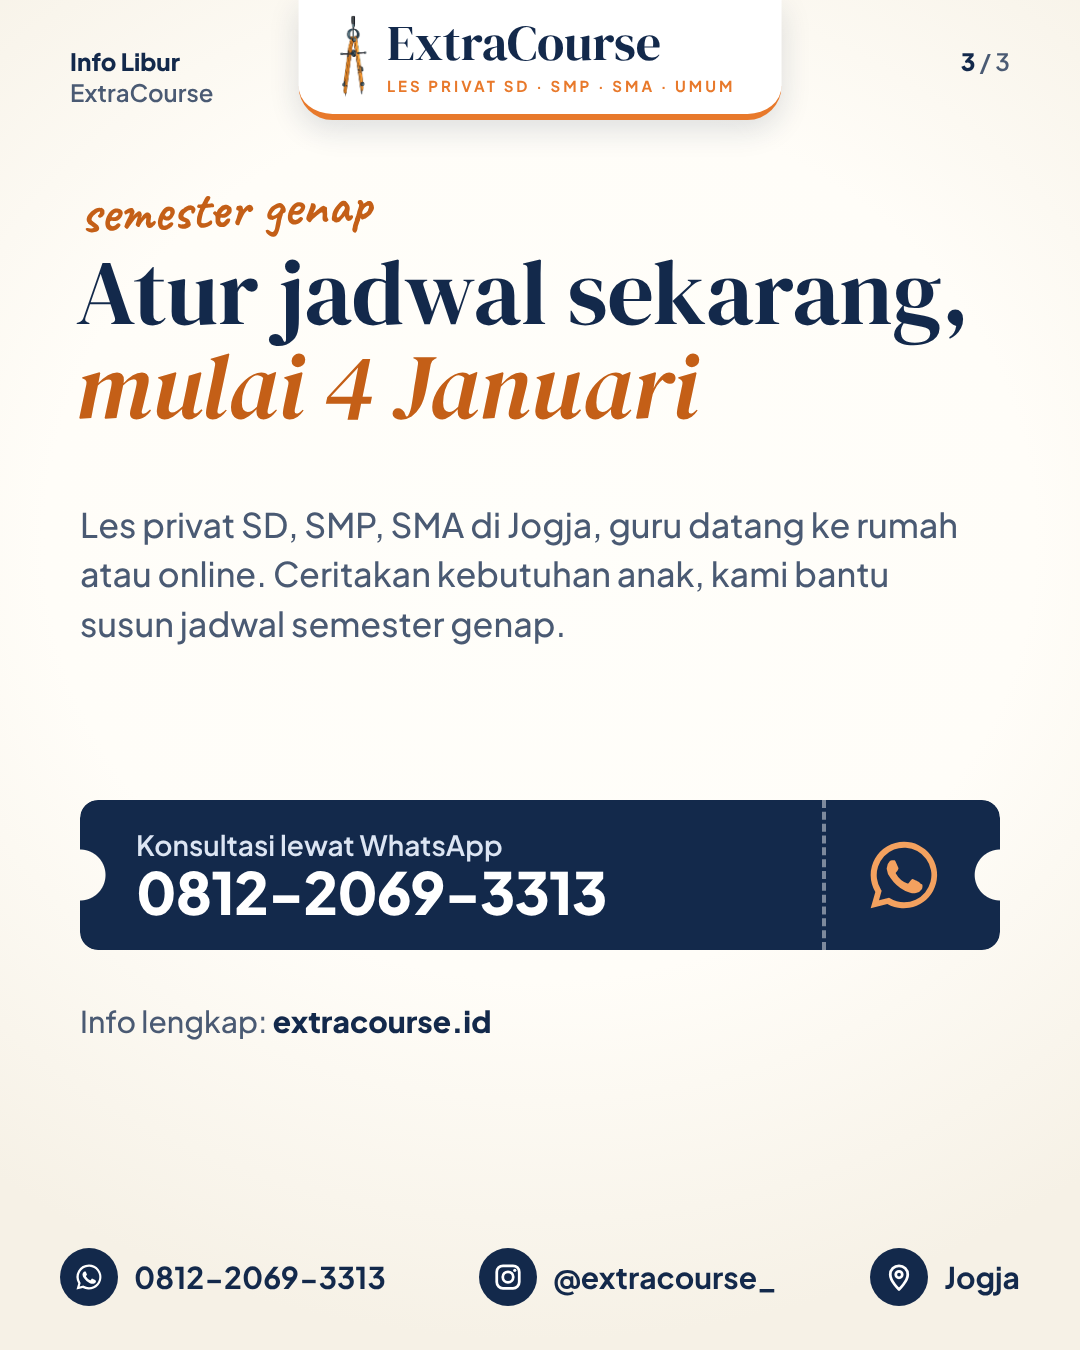 Info Libur
ExtraCourse
ExtraCourse
LES PRIVAT SD · SMP · SMA · UMUM
3 / 3
semester genap
Atur jadwal sekarang,
mulai 4 Januari
Les privat SD, SMP, SMA di Jogja, guru datang ke rumah
atau online. Ceritakan kebutuhan anak, kami bantu
susun jadwal semester genap.
Konsultasi lewat WhatsApp
0812-2069-3313
Info lengkap: extracourse.id
0812-2069-3313
@extracourse_
Jogja